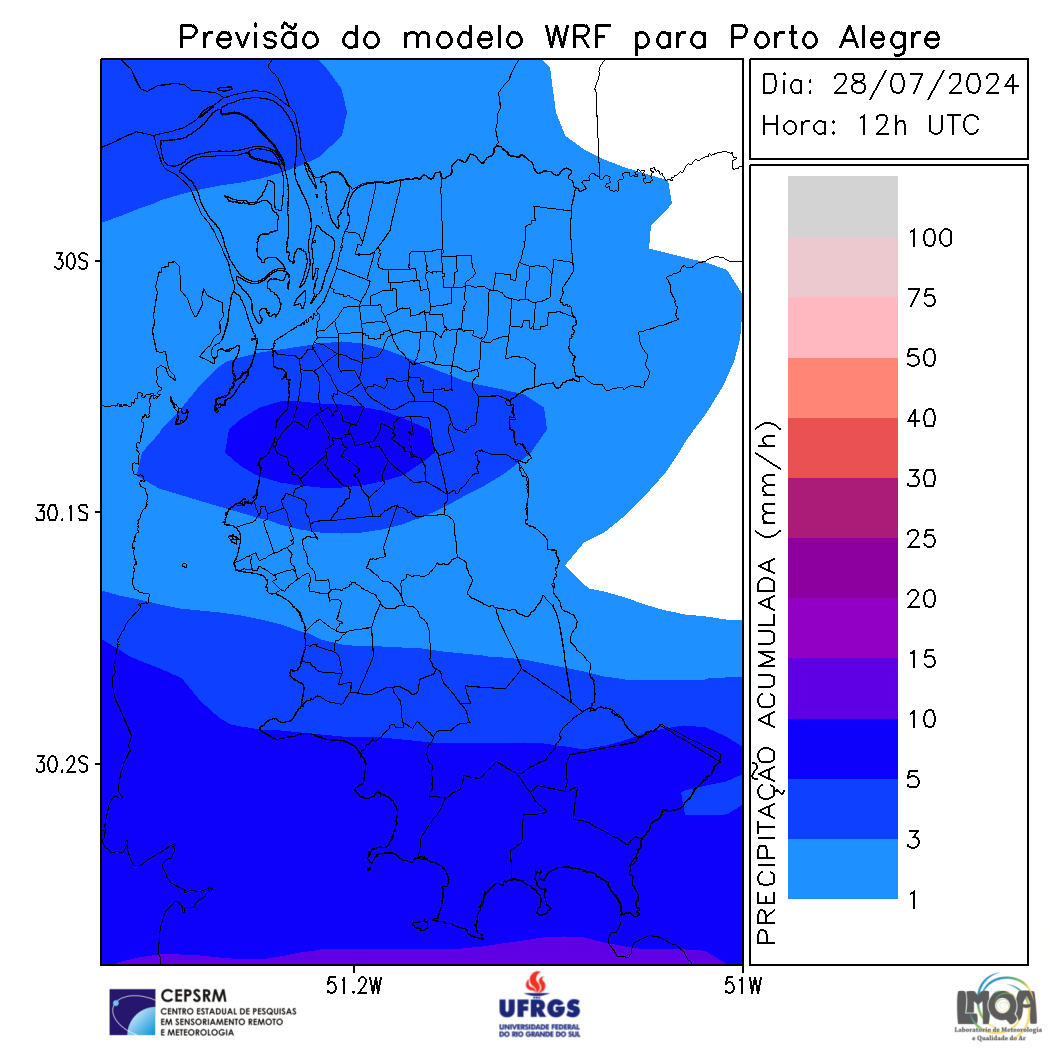 Previsão do modelo WRF para Porto Alegre
Dia: 28/07/2024
Hora: 12h UTC
30S
30.1S
30.2S
51.2W
51W
PRECIPITAÇÃO ACUMULADA (mm/h)
100
75
50
40
30
25
20
15
10
5
3
1
CEPSRM
CENTRO ESTADUAL DE PESQUISAS
EM SENSORIAMENTO REMOTO
E METEOROLOGIA
UFRGS
UNIVERSIDADE FEDERAL
DO RIO GRANDE DO SUL
LMQA
Laboratório de Meteorologia
e Qualidade do Ar